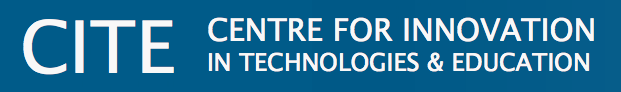 CITE
CENTRE FOR INNOVATION
IN TECHNOLOGIES & EDUCATION